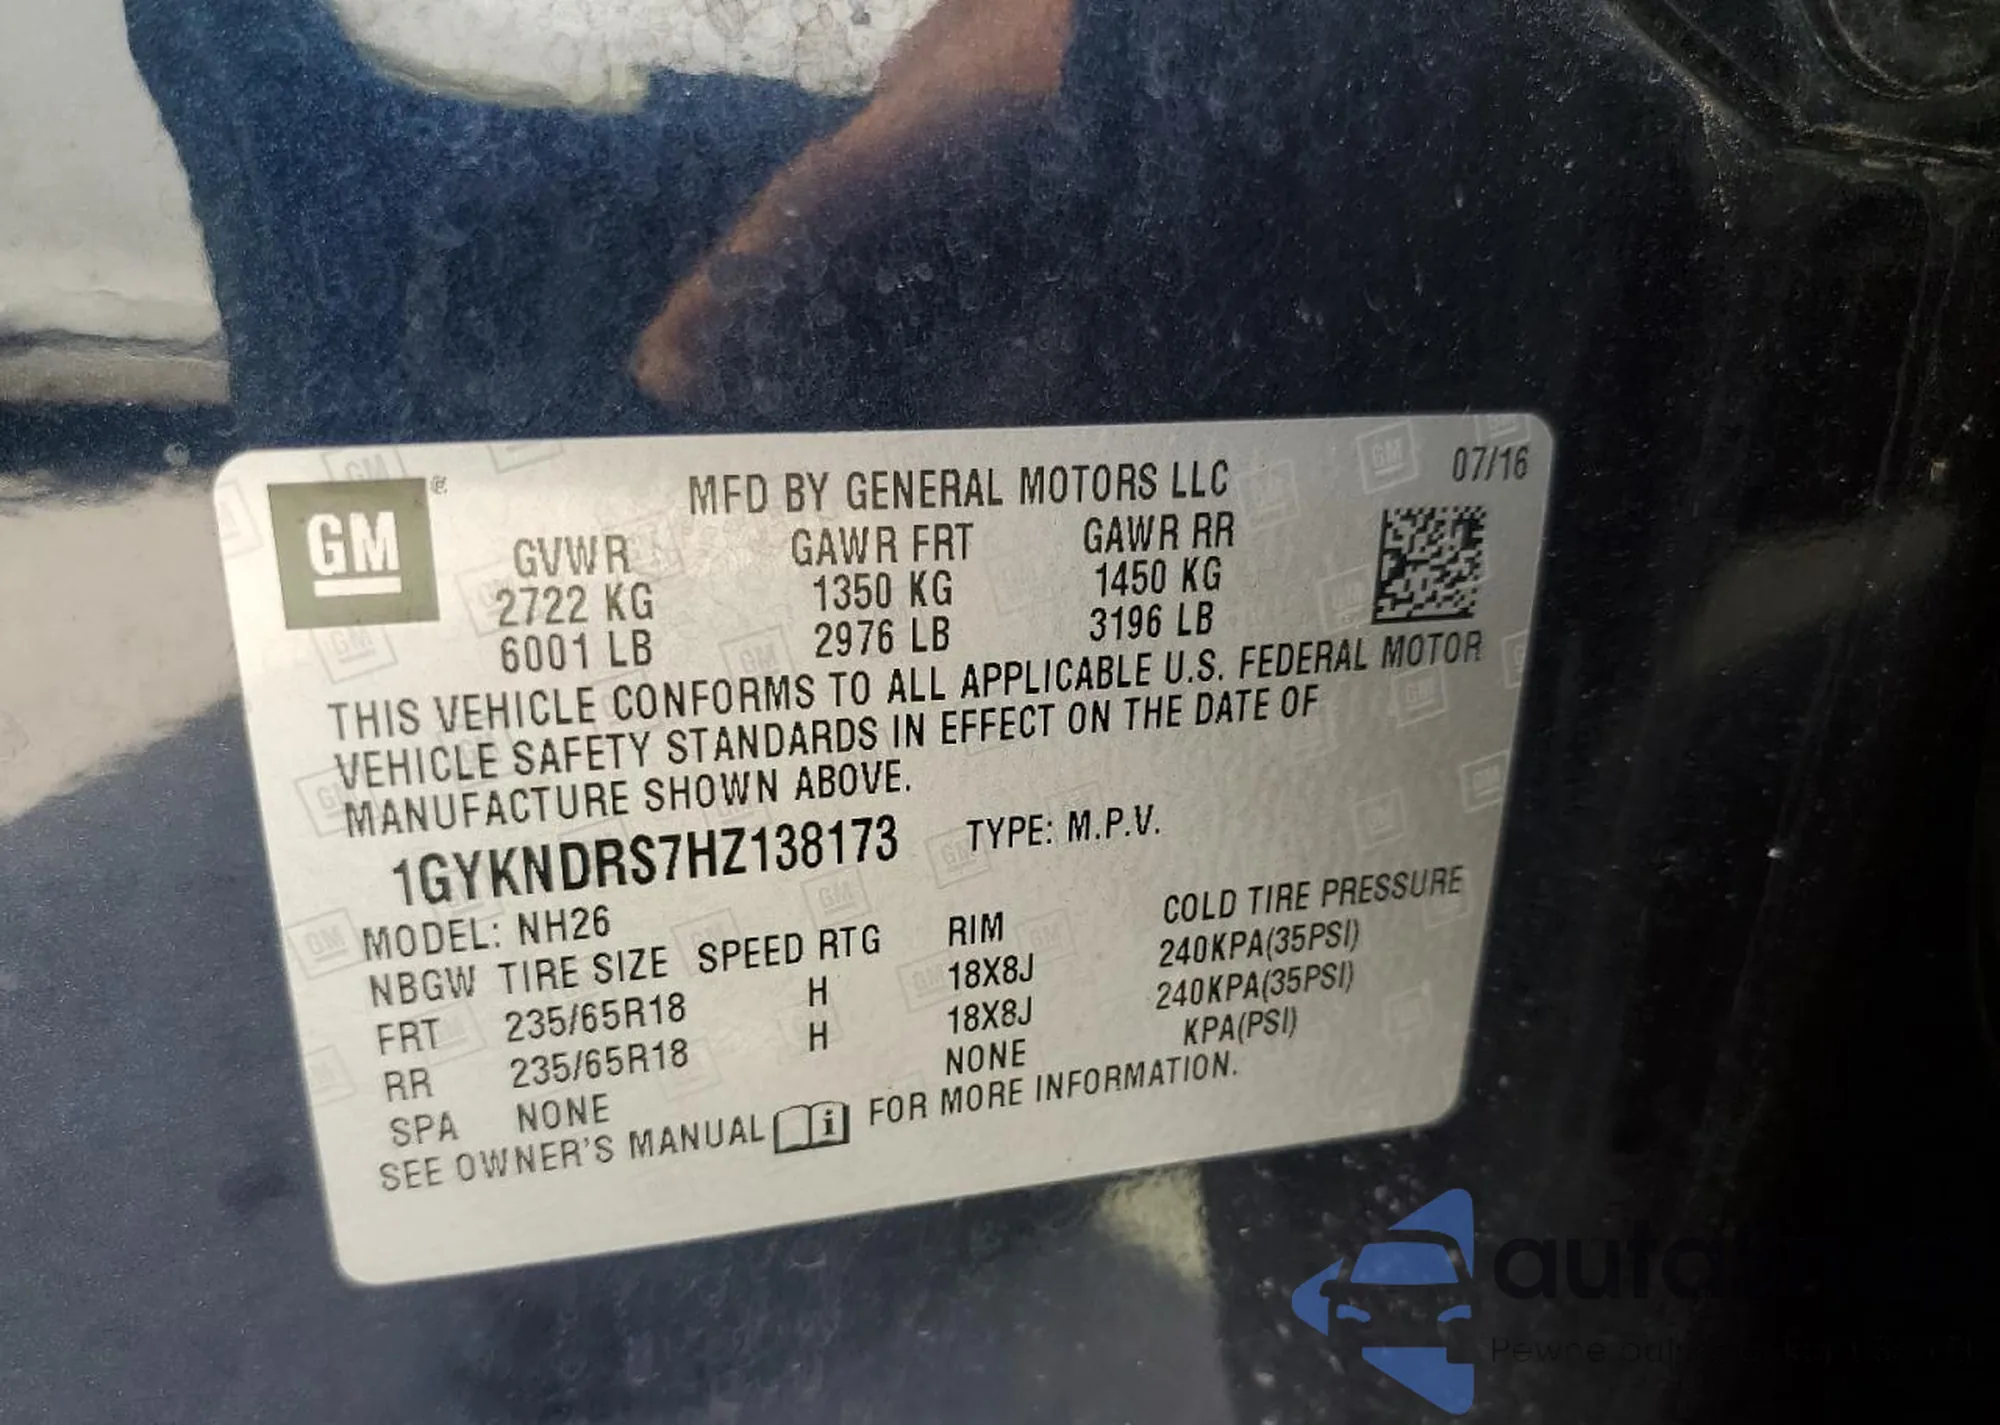 GM
MFD BY GENERAL MOTORS LLC 07/16
GVWR GAWR FRT GAWR RR
2722 KG 1350 KG 1450 KG
6001 LB 2976 LB 3196 LB
THIS VEHICLE CONFORMS TO ALL APPLICABLE U.S. FEDERAL MOTOR
VEHICLE SAFETY STANDARDS IN EFFECT ON THE DATE OF
MANUFACTURE SHOWN ABOVE.
1GYKNDRS7HZ138173 TYPE: M.P.V.
MODEL: NH26
NBGW TIRE SIZE SPEED RTG RIM COLD TIRE PRESSURE
FRT 235/65R18 H 18X8J 240KPA(35PSI)
RR 235/65R18 H 18X8J 240KPA(35PSI)
SPA NONE NONE KPA(PSI)
SEE OWNER'S MANUAL i FOR MORE INFORMATION.
Pewne